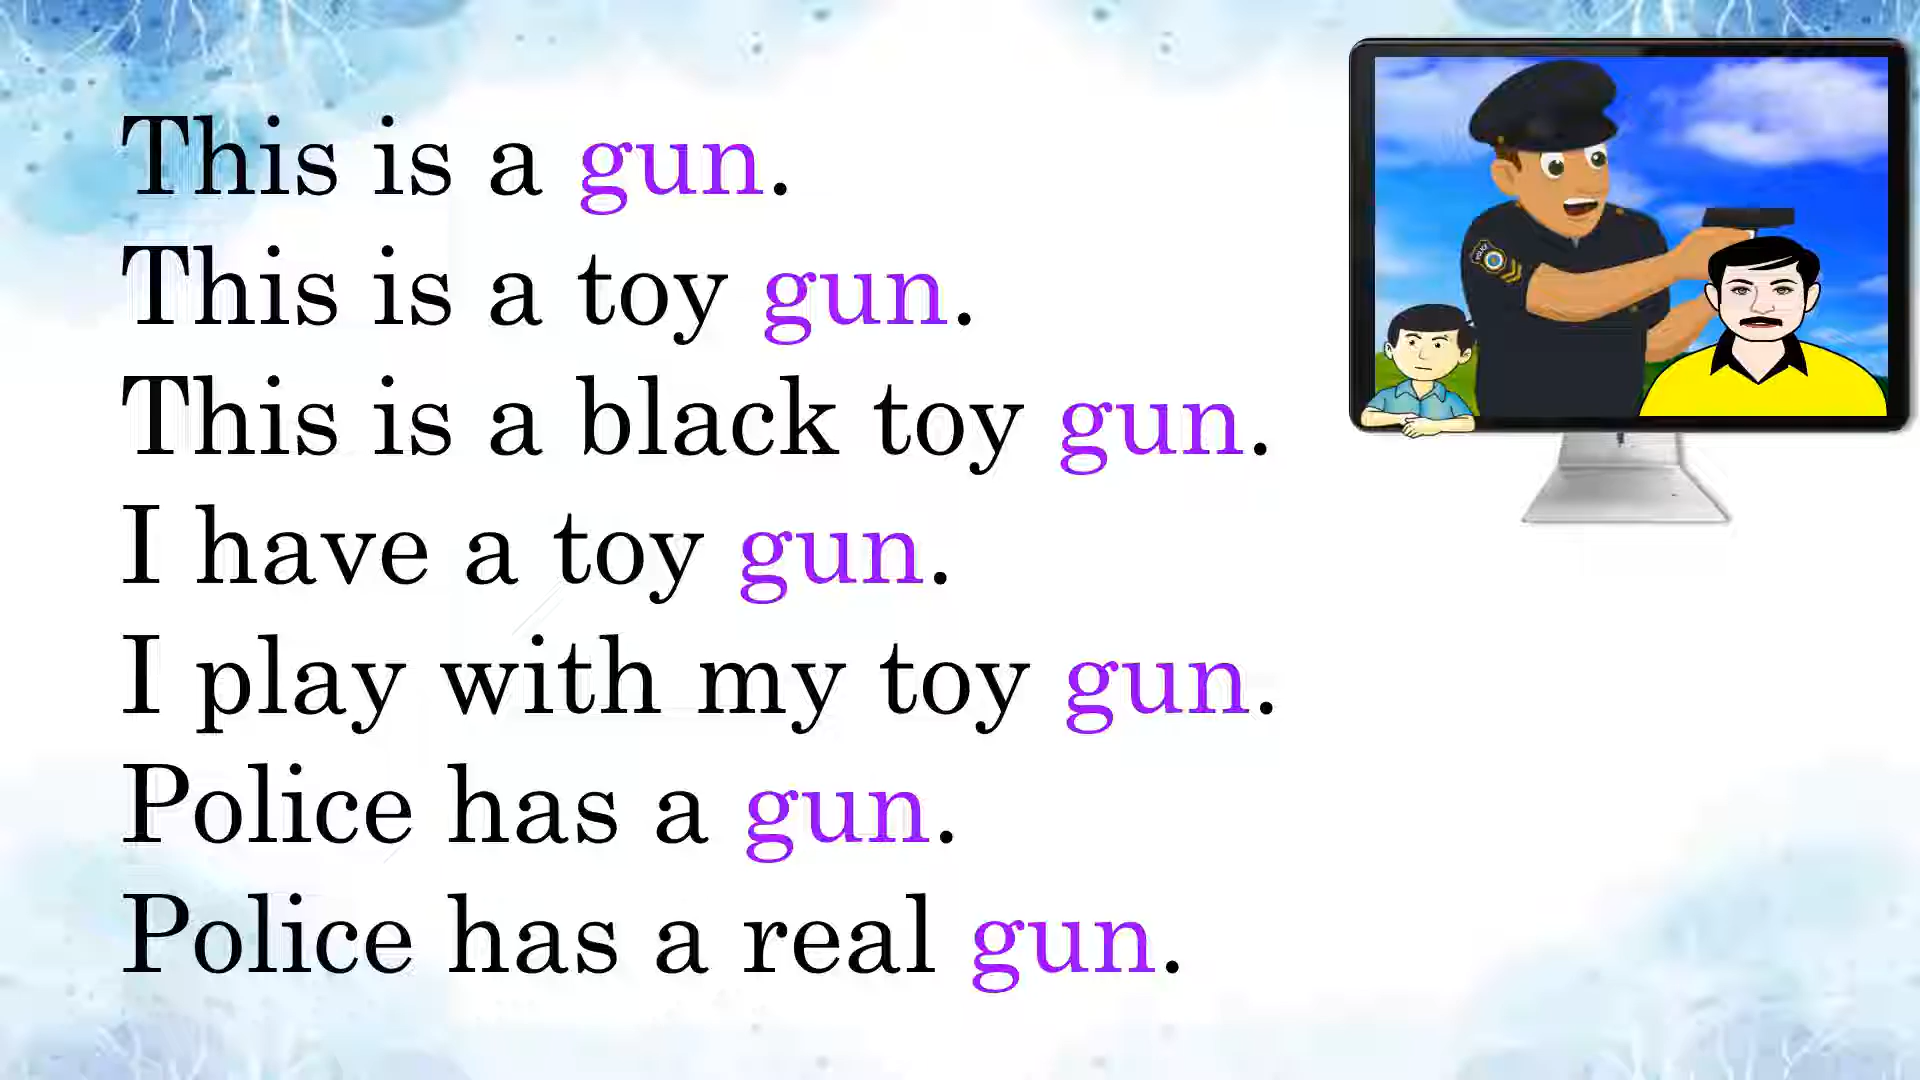 This is a gun.
This is a toy gun.
This is a black toy gun.
I have a toy gun.
I play with my toy gun.
Police has a gun.
Police has a real gun.
POLICE